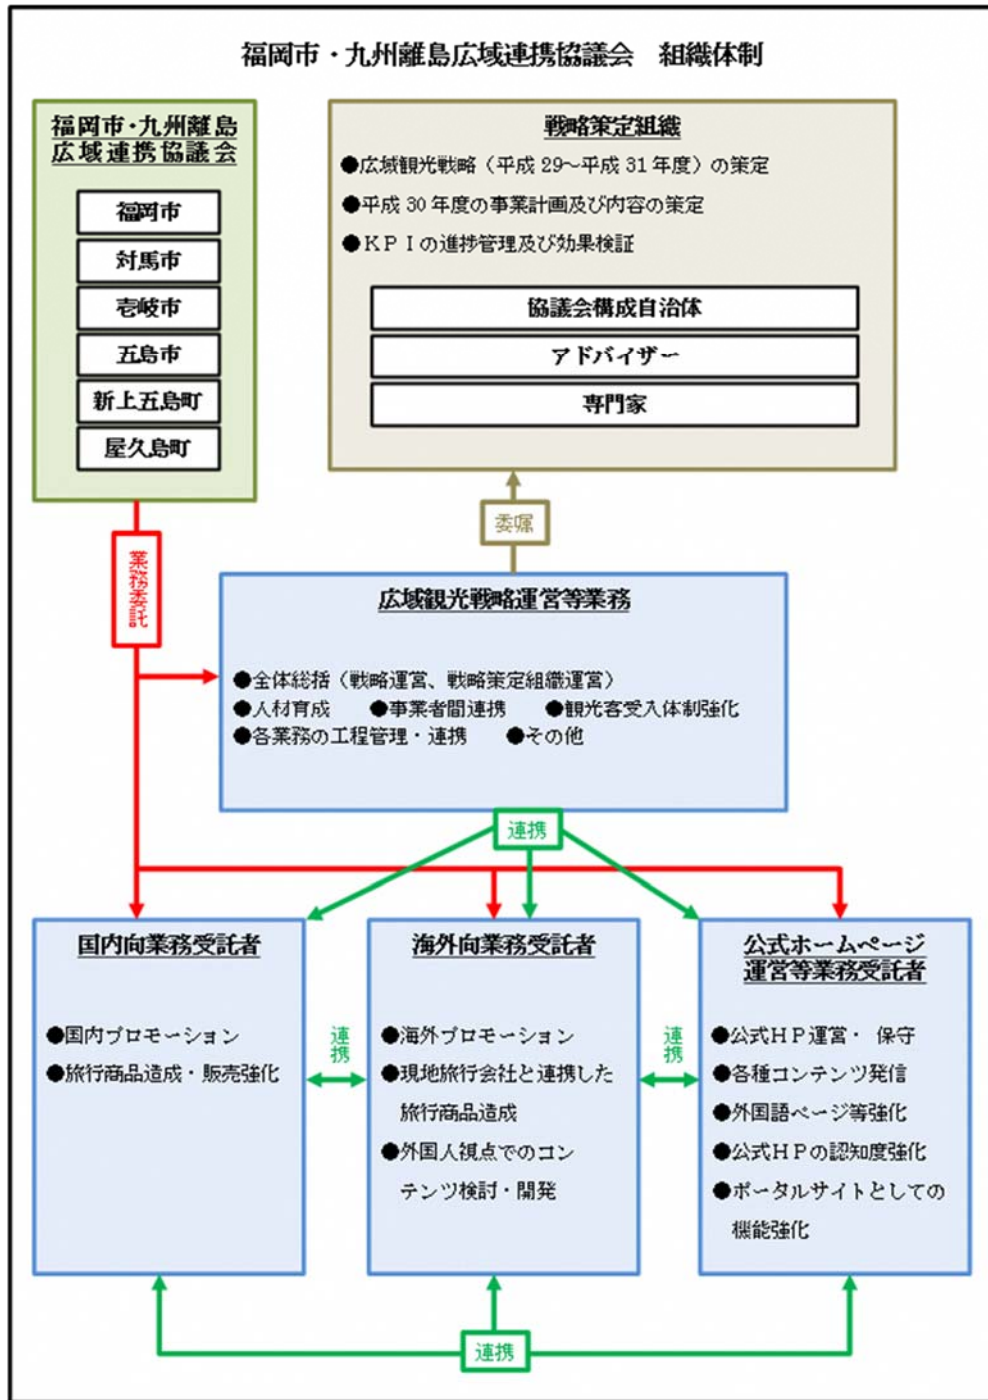 福岡市・九州離島広域連携協議会　組織体制
福岡市・九州離島
広域連携協議会
福岡市
対馬市
壱岐市
五島市
新上五島町
屋久島町
戦略策定組織
●広域観光戦略（平成29～平成31年度）の策定
●平成30年度の事業計画及び内容の策定
●ＫＰＩの進捗管理及び効果検証
協議会構成自治体
アドバイザー
専門家
委嘱
業務委託
広域観光戦略運営等業務
●全体総括（戦略運営、戦略策定組織運営）
●人材育成　●事業者間連携　●観光客受入体制強化
●各業務の工程管理・連携　●その他
連携
国内向業務受託者
●国内プロモーション
●旅行商品造成・販売強化
連携
海外向業務受託者
●海外プロモーション
●現地旅行会社と連携した
旅行商品造成
●外国人視点でのコン
テンツ検討・開発
連携
公式ホームページ
運営等業務受託者
●公式ＨＰ運営・ 保守
●各種コンテンツ発信
●外国語ページ等強化
●公式ＨＰの認知度強化
●ポータルサイトとしての
機能強化
連携